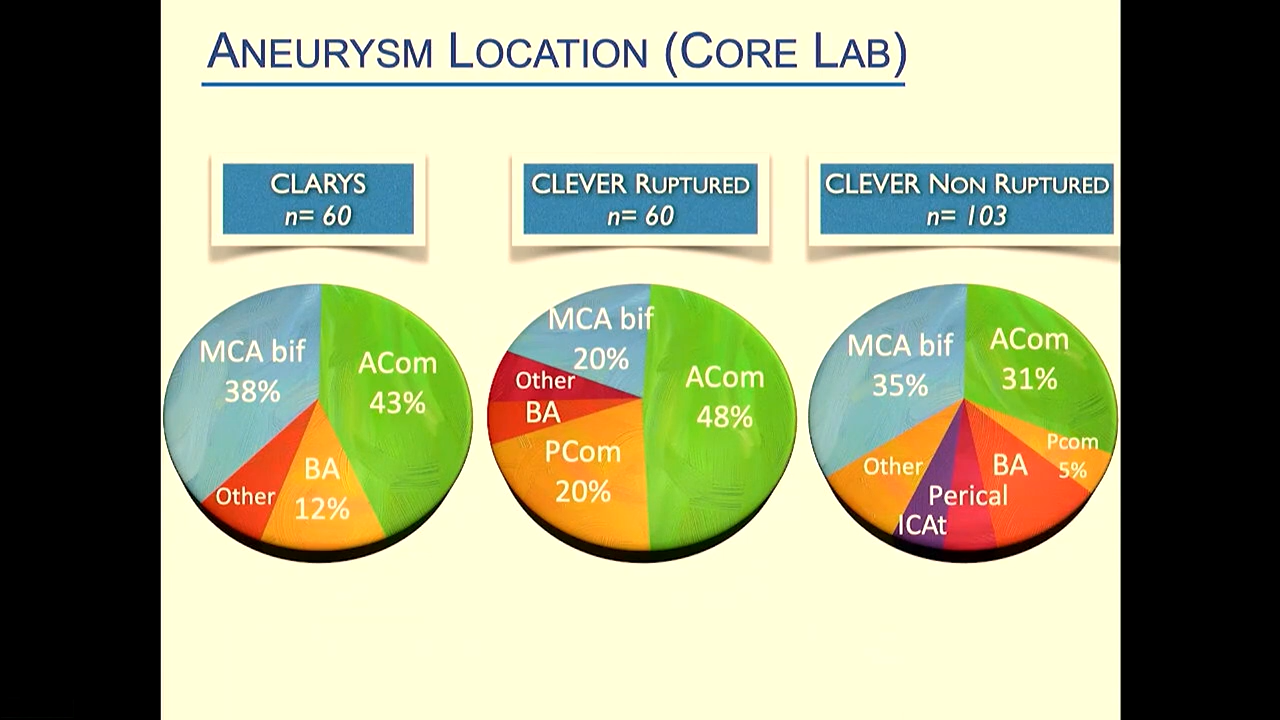 ANEURYSM LOCATION (CORE LAB)
CLARYS
n= 60
CLEVER RUPTURED
n= 60
CLEVER NON RUPTURED
n= 103
MCA bif
38%
ACom
43%
Other
BA
12%
MCA bif
20%
Other
BA
PCom
20%
ACom
48%
MCA bif
35%
ACom
31%
Pcom
5%
Other
BA
Perical
ICAt